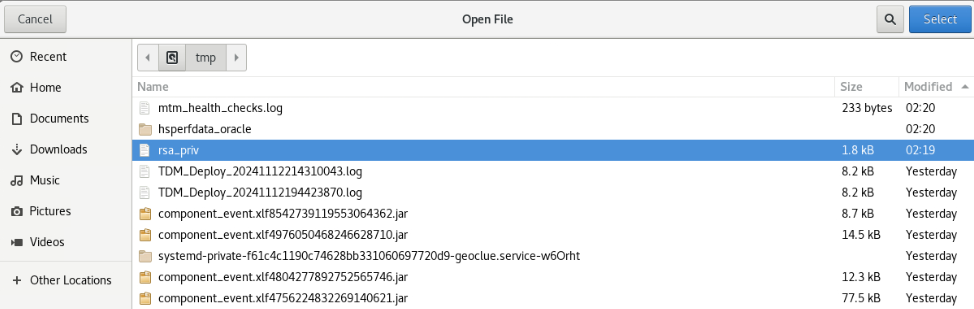 Cancel Open File Select
Recent
Home
Documents
Downloads
Music
Pictures
Videos
Other Locations
tmp
Name Size Modified
mtm_health_checks.log 233 bytes 02:20
hsperfdata_oracle 02:20
rsa_priv 1.8 kB 02:19
TDM_Deploy_20241112214310043.log 8.2 kB Yesterday
TDM_Deploy_20241112194423870.log 8.2 kB Yesterday
component_event.xlf8542739119553064362.jar 8.7 kB Yesterday
component_event.xlf4976050468246628710.jar 14.5 kB Yesterday
systemd-private-f61c4c1190c74628bb331060697720d9-geoclue.service-w6Orht Yesterday
component_event.xlf4804277892752565746.jar 12.3 kB Yesterday
component_event.xlf4756224832269140621.jar 77.5 kB Yesterday